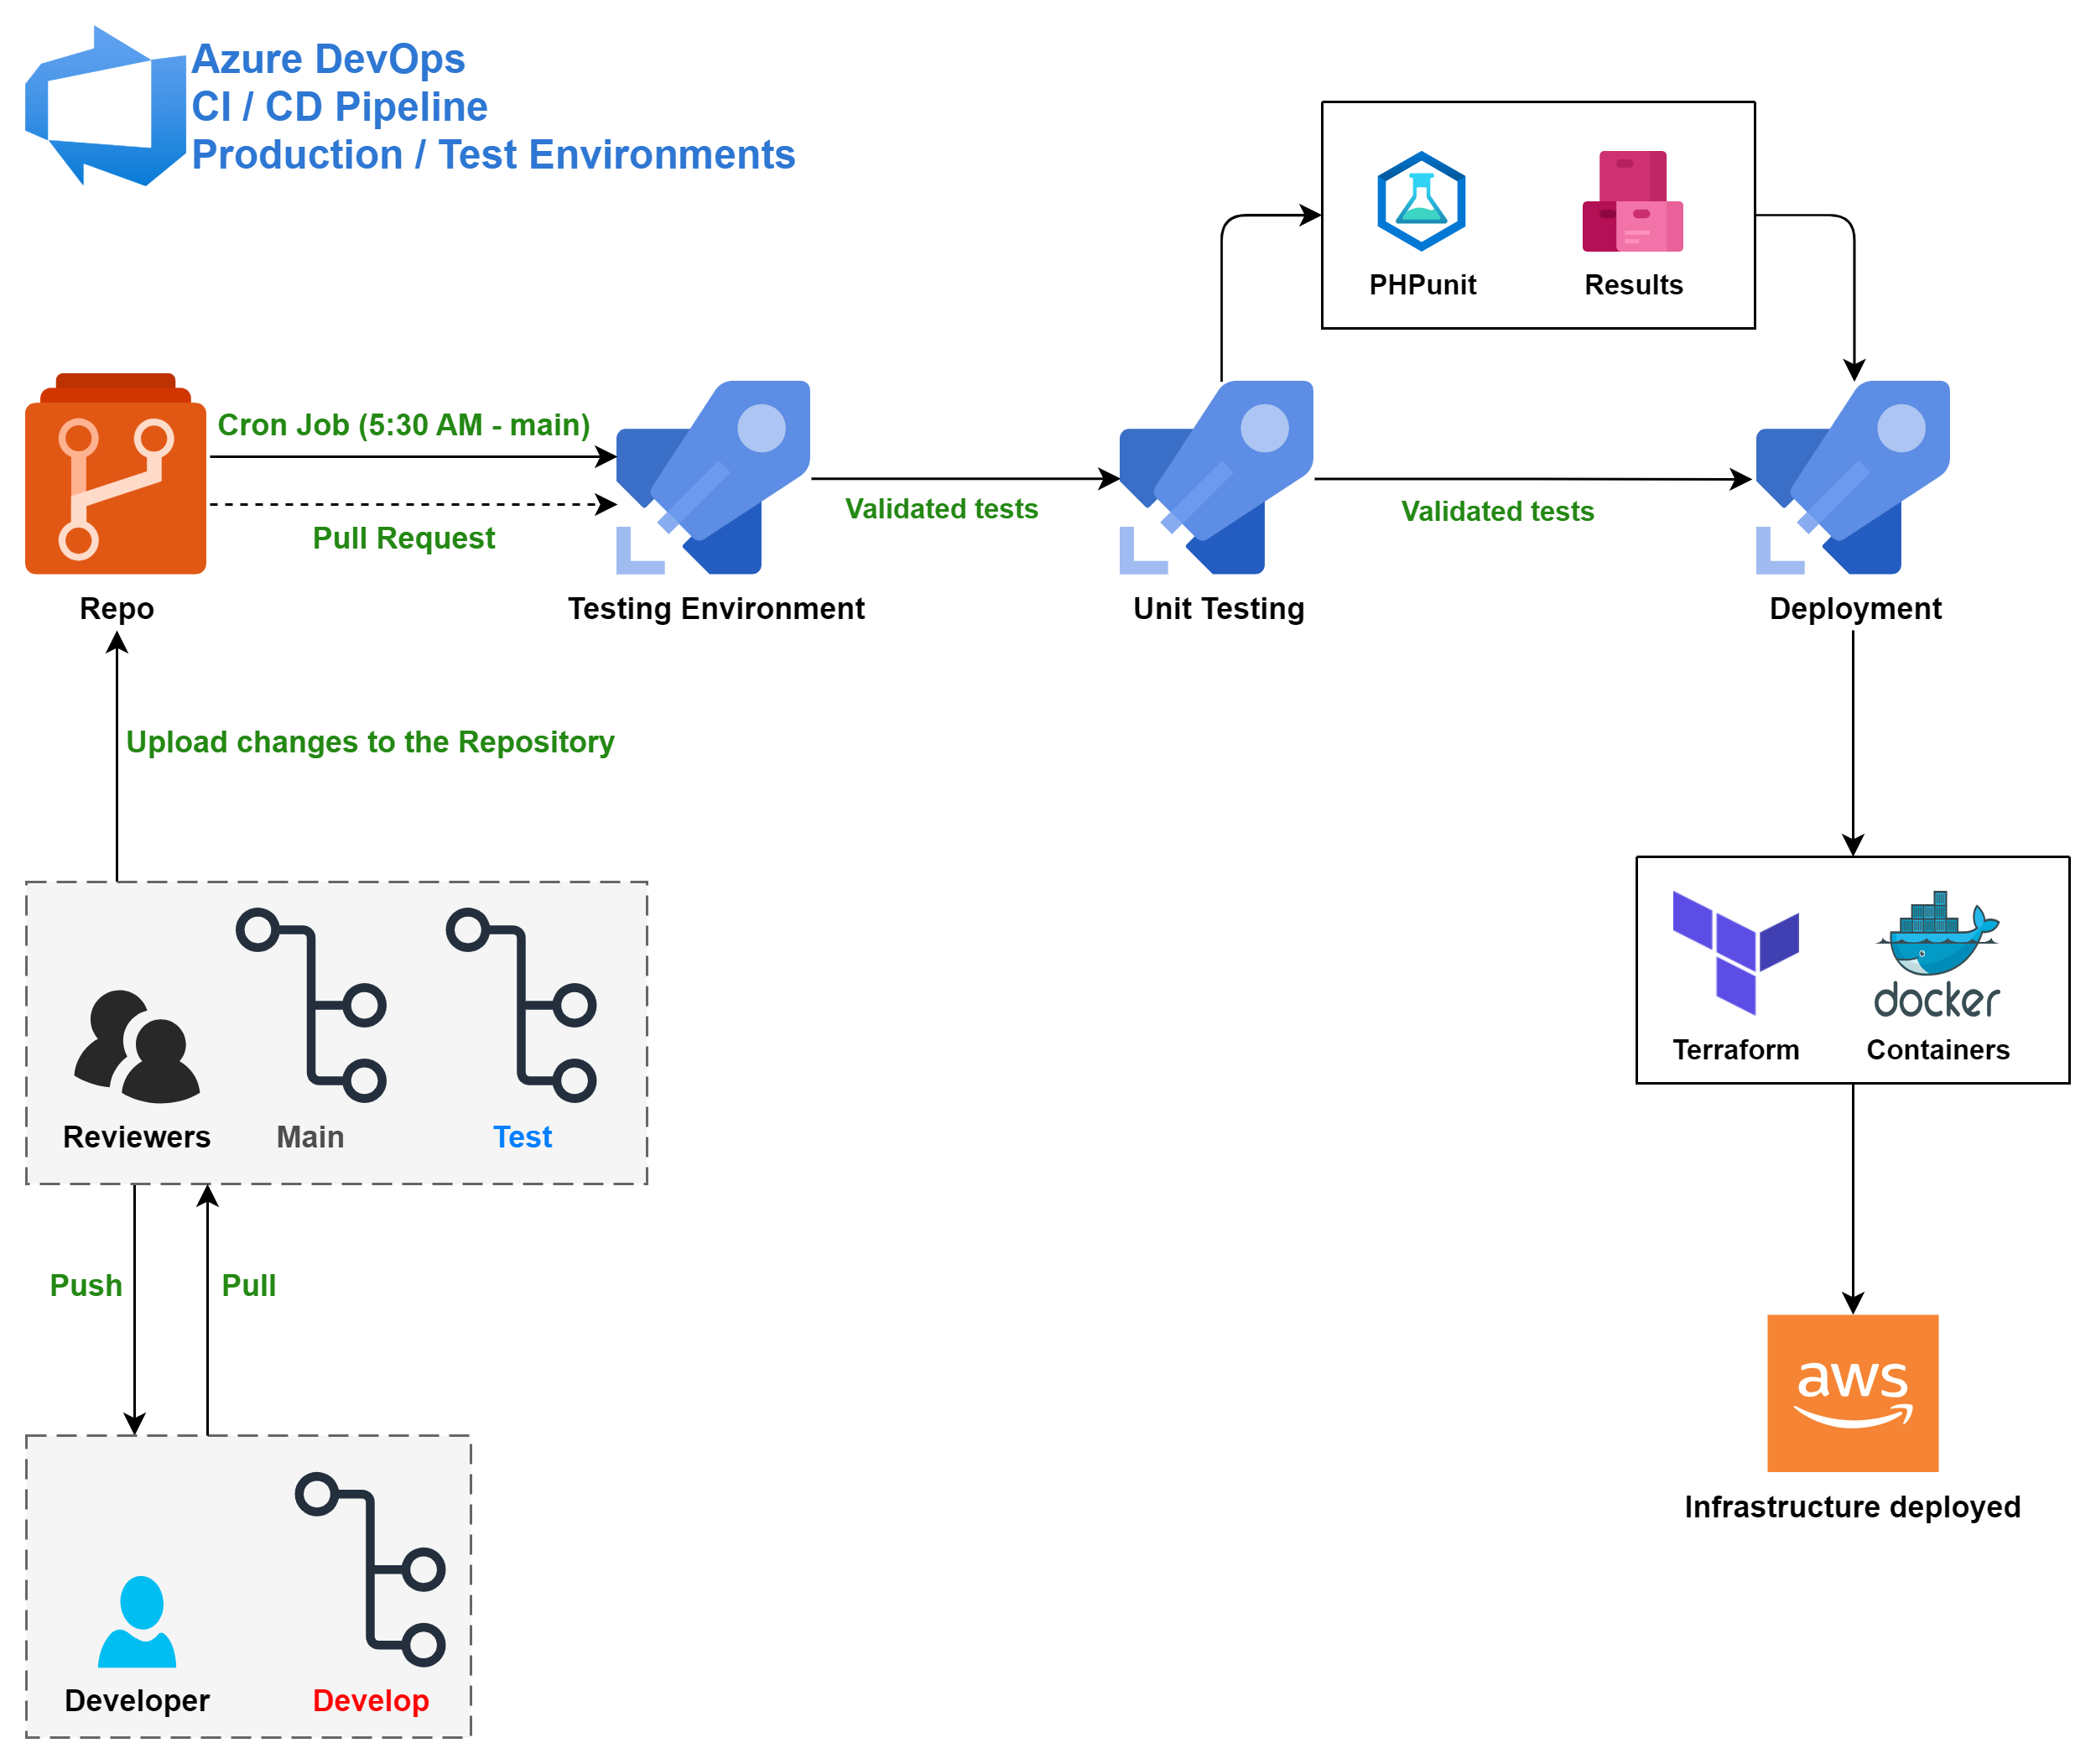 Azure DevOps
CI / CD Pipeline
Production / Test Environments
PHPunit
Results
Cron Job (5:30 AM - main)
Pull Request
Validated tests
Validated tests
Repo
Testing Environment
Unit Testing
Deployment
Upload changes to the Repository
docker
Terraform
Containers
Reviewers
Main
Test
Push
Pull
aws
Infrastructure deployed
Developer
Develop